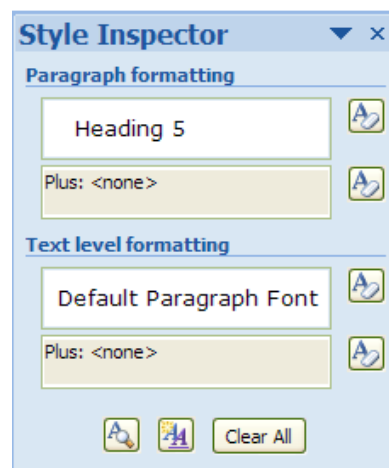 Style Inspector
Paragraph formatting
Heading 5
Plus: <none>
Text level formatting
Default Paragraph Font
Plus: <none>
Clear All